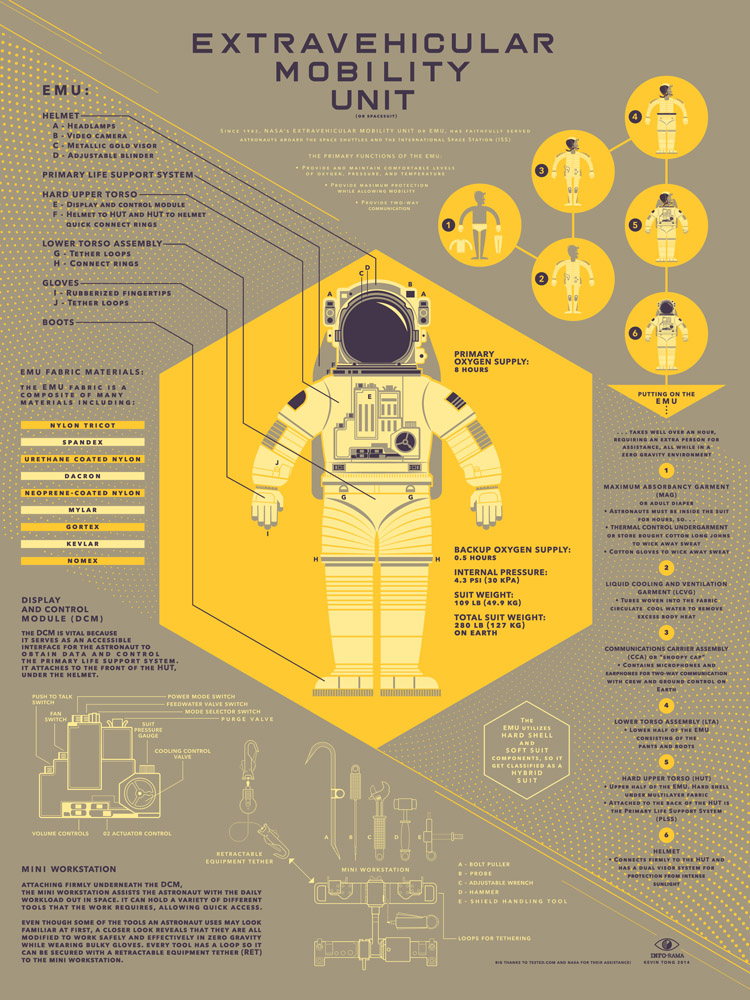 EXTRAVEHICULAR
MOBILITY
UNIT
(OR SPACESUIT)
SINCE 1982, NASA'S EXTRAVEHICULAR MOBILITY UNIT OR EMU, HAS FAITHFULLY SERVED
ASTRONAUTS ABOARD THE SPACE SHUTTLES AND THE INTERNATIONAL SPACE STATION (ISS)
THE PRIMARY FUNCTIONS OF THE EMU:
• PROVIDE AND MAINTAIN COMFORTABLE LEVELS
OF OXYGEN, PRESSURE, AND TEMPERATURE
• PROVIDE MAXIMUM PROTECTION
WHILE ALLOWING MOBILITY
• PROVIDE TWO-WAY
COMMUNICATION
EMU:
HELMET
A - HEADLAMPS
B - VIDEO CAMERA
C - METALLIC GOLD VISOR
D - ADJUSTABLE BLINDER
PRIMARY LIFE SUPPORT SYSTEM
HARD UPPER TORSO
E - DISPLAY AND CONTROL MODULE
F - HELMET TO HUT AND HUT TO HELMET
QUICK CONNECT RINGS
LOWER TORSO ASSEMBLY
G - TETHER LOOPS
H - CONNECT RINGS
GLOVES
I - RUBBERIZED FINGERTIPS
J - TETHER LOOPS
BOOTS
EMU FABRIC MATERIALS:
THE EMU FABRIC IS A
COMPOSITE OF MANY
MATERIALS INCLUDING:
NYLON TRICOT
SPANDEX
URETHANE COATED NYLON
DACRON
NEOPRENE-COATED NYLON
MYLAR
GORTEX
KEVLAR
NOMEX
DISPLAY
AND CONTROL
MODULE (DCM)
THE DCM IS VITAL BECAUSE
IT SERVES AS AN ACCESSIBLE
INTERFACE FOR THE ASTRONAUT TO
OBTAIN DATA AND CONTROL
THE PRIMARY LIFE SUPPORT SYSTEM.
IT ATTACHES TO THE FRONT OF THE HUT,
UNDER THE HELMET.
PUSH TO TALK
SWITCH
FAN
SWITCH
POWER MODE SWITCH
FEEDWATER VALVE SWITCH
MODE SELECTOR SWITCH
PURGE VALVE
SUIT
PRESSURE
GAUGE
COOLING CONTROL
VALVE
VOLUME CONTROLS
O2 ACTUATOR CONTROL
MINI WORKSTATION
ATTACHING FIRMLY UNDERNEATH THE DCM,
THE MINI WORKSTATION ASSISTS THE ASTRONAUT WITH THE DAILY
WORKLOAD OUT IN SPACE. IT CAN HOLD A VARIETY OF DIFFERENT
TOOLS THAT THE WORK REQUIRES, ALLOWING QUICK ACCESS.
EVEN THOUGH SOME OF THE TOOLS AN ASTRONAUT USES MAY LOOK
FAMILIAR AT FIRST, A CLOSER LOOK REVEALS THAT THEY ARE ALL
MODIFIED TO WORK SAFELY AND EFFECTIVELY IN ZERO GRAVITY
WHILE WEARING BULKY GLOVES. EVERY TOOL HAS A LOOP SO IT
CAN BE SECURED WITH A RETRACTABLE EQUIPMENT TETHER (RET)
TO THE MINI WORKSTATION.
D
C
A
B
A
F
E
J
G
G
I
H
H
PRIMARY
OXYGEN SUPPLY:
8 HOURS
BACKUP OXYGEN SUPPLY:
0.5 HOURS
INTERNAL PRESSURE:
4.3 PSI (30 KPA)
SUIT WEIGHT:
109 LB (49.9 KG)
TOTAL SUIT WEIGHT:
280 LB (127 KG)
ON EARTH
THE
EMU UTILIZES
HARD SHELL
AND
SOFT SUIT
COMPONENTS, SO IT
GET CLASSIFIED AS A
HYBRID
SUIT
RETRACTABLE
EQUIPMENT TETHER
A
B
C
D
E
MINI WORKSTATION
A - BOLT PULLER
B - PROBE
C - ADJUSTABLE WRENCH
D - HAMMER
E - SHIELD HANDLING TOOL
LOOPS FOR TETHERING
1
2
3
4
5
6
PUTTING ON THE
EMU
. . . TAKES WELL OVER AN HOUR,
REQUIRING AN EXTRA PERSON FOR
ASSISTANCE, ALL WHILE IN A
ZERO GRAVITY ENVIRONMENT
1
MAXIMUM ABSORBANCY GARMENT
(MAG)
OR ADULT DIAPER
• ASTRONAUTS MUST BE INSIDE THE SUIT
FOR HOURS, SO. . .
• THERMAL CONTROL UNDERGARMENT
OR STORE BOUGHT COTTON LONG JOHNS
TO WICK AWAY SWEAT
• COTTON GLOVES TO WICK AWAY SWEAT
2
LIQUID COOLING AND VENTILATION
GARMENT (LCVG)
• TUBES WOVEN INTO THE FABRIC
CIRCULATE COOL WATER TO REMOVE
EXCESS BODY HEAT
3
COMMUNICATIONS CARRIER ASSEMBLY
(CCA) OR "SNOOPY CAP"
• CONTAINS MICROPHONES AND
EARPHONES FOR TWO-WAY COMMUNICATION
WITH CREW AND GROUND CONTROL ON
EARTH
4
LOWER TORSO ASSEMBLY (LTA)
• LOWER HALF OF THE EMU
CONSISTING OF THE
PANTS AND BOOTS
5
HARD UPPER TORSO (HUT)
• UPPER HALF OF THE EMU. HARD SHELL
UNDER MULTILAYER FABRIC
• ATTACHED TO THE BACK OF THE HUT IS
THE PRIMARY LIFE SUPPORT SYSTEM
(PLSS)
6
HELMET
• CONNECTS FIRMLY TO THE HUT AND
HAS A DUAL VISOR SYSTEM FOR
PROTECTION FROM INTENSE
SUNLIGHT
BIG THANKS TO TESTED.COM AND NASA FOR THEIR ASSISTANCE!
INFO-RAMA
KEVIN TONG 2014